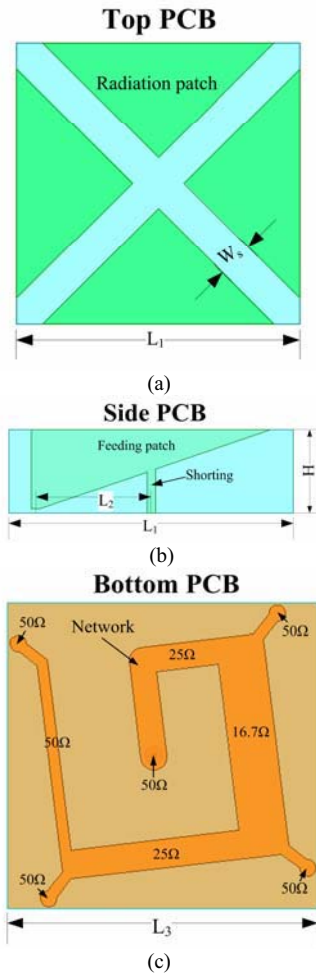 Top PCB
Radiation patch
Ws
L1
(a)
Side PCB
Feeding patch
Shorting
L2
H
L1
(b)
Bottom PCB
50Ω
Network
50Ω
25Ω
50Ω
16.7Ω
50Ω
25Ω
50Ω
50Ω
L3
(c)